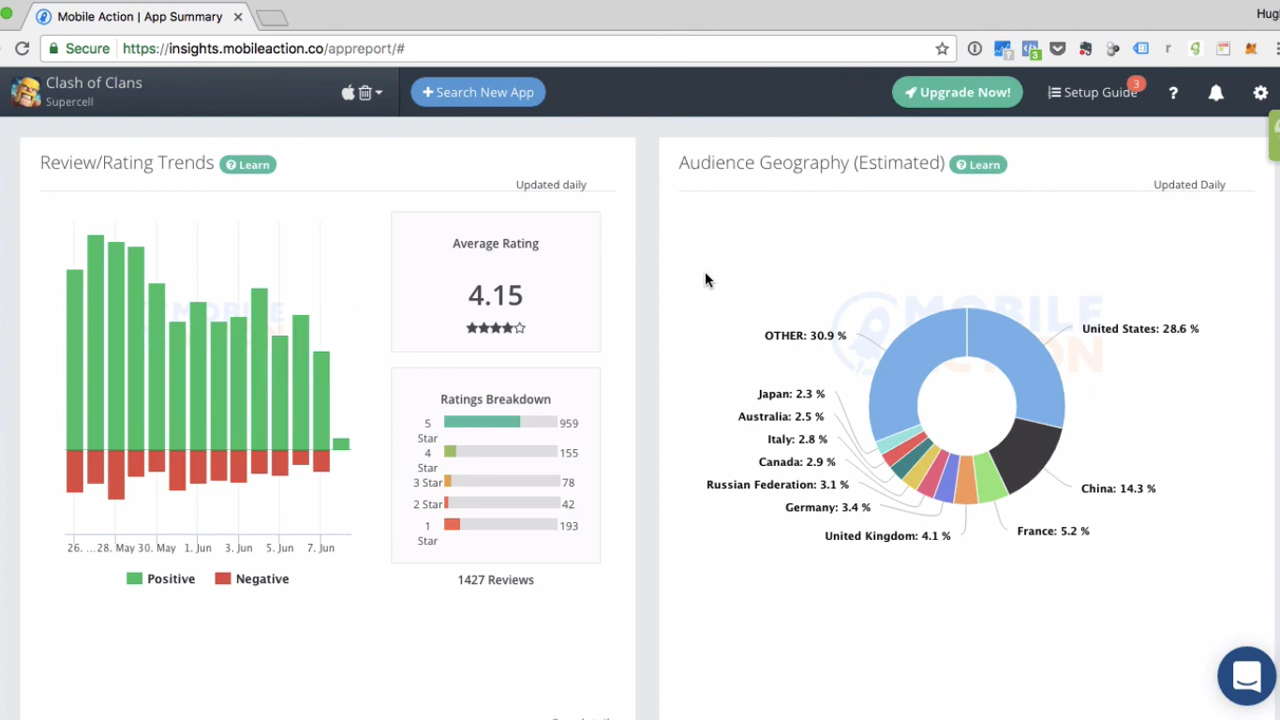 Mobile Action | App Summary
Secure https://insights.mobileaction.co/appreport/#
Clash of Clans
Supercell
+ Search New App
Upgrade Now!
Setup Guide
3
?
Review/Rating Trends
Learn
Updated daily
Average Rating
4.15
Ratings Breakdown
5 Star 959
4 Star 155
3 Star 78
2 Star 42
1 Star 193
1427 Reviews
26. ... 28. May 30. May 1. Jun 3. Jun 5. Jun 7. Jun
Positive Negative
Audience Geography (Estimated)
Learn
Updated Daily
MOBILE
OTHER: 30.9 %
United States: 28.6 %
Japan: 2.3 %
Australia: 2.5 %
Italy: 2.8 %
Canada: 2.9 %
Russian Federation: 3.1 %
Germany: 3.4 %
United Kingdom: 4.1 %
France: 5.2 %
China: 14.3 %